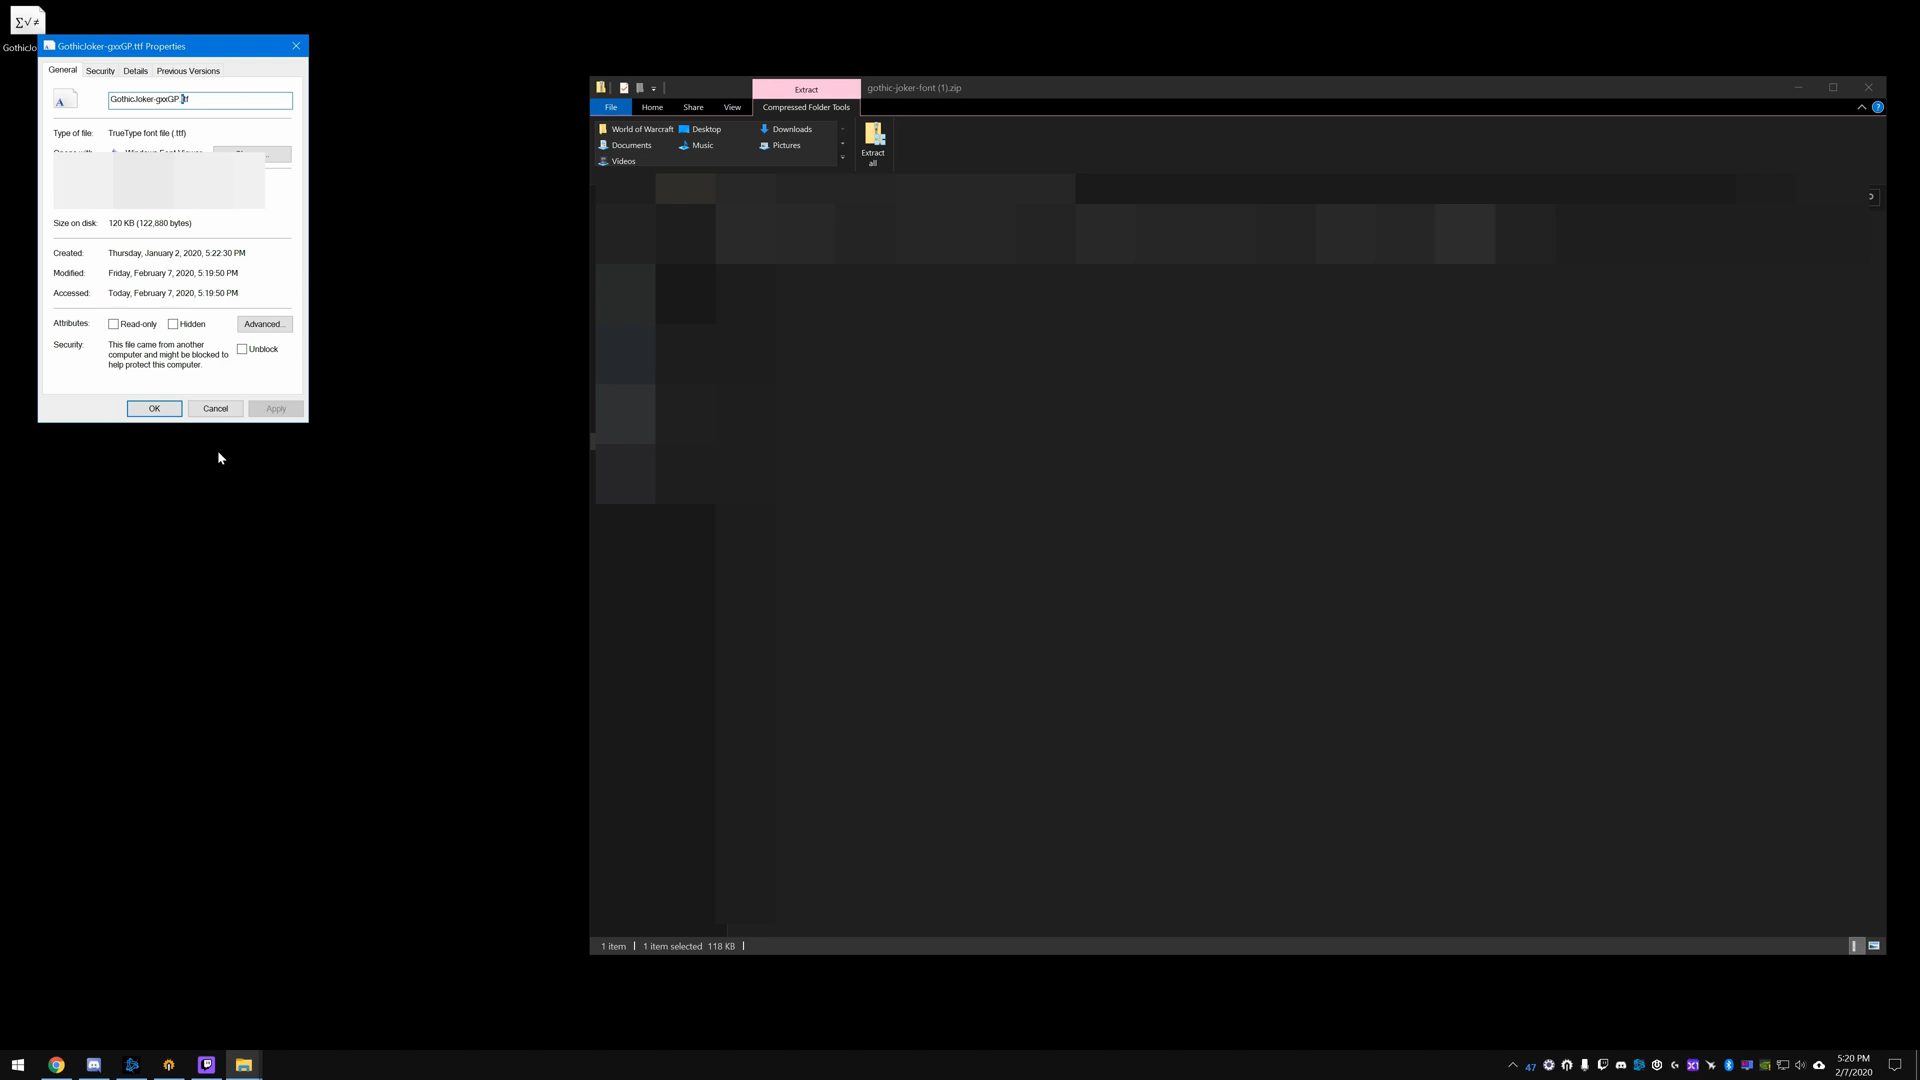 ∑√≠
GothicJo
GothicJoker-gxxGP.ttf Properties
General Security Details Previous Versions
GothicJoker-gxxGP.ttf
Type of file: TrueType font file (.ttf)
Size on disk: 120 KB (122,880 bytes)
Created: Thursday, January 2, 2020, 5:22:30 PM
Modified: Friday, February 7, 2020, 5:19:50 PM
Accessed: Today, February 7, 2020, 5:19:50 PM
Attributes: Read-only Hidden Advanced...
Security: This file came from another
computer and might be blocked to
help protect this computer.
Unblock
OK Cancel Apply
Extract gothic-joker-font (1).zip
File Home Share View Compressed Folder Tools
World of Warcraft Desktop Downloads
Documents Music Pictures
Videos
Extract
all
1 item 1 item selected 118 KB
47
5:20 PM
2/7/2020